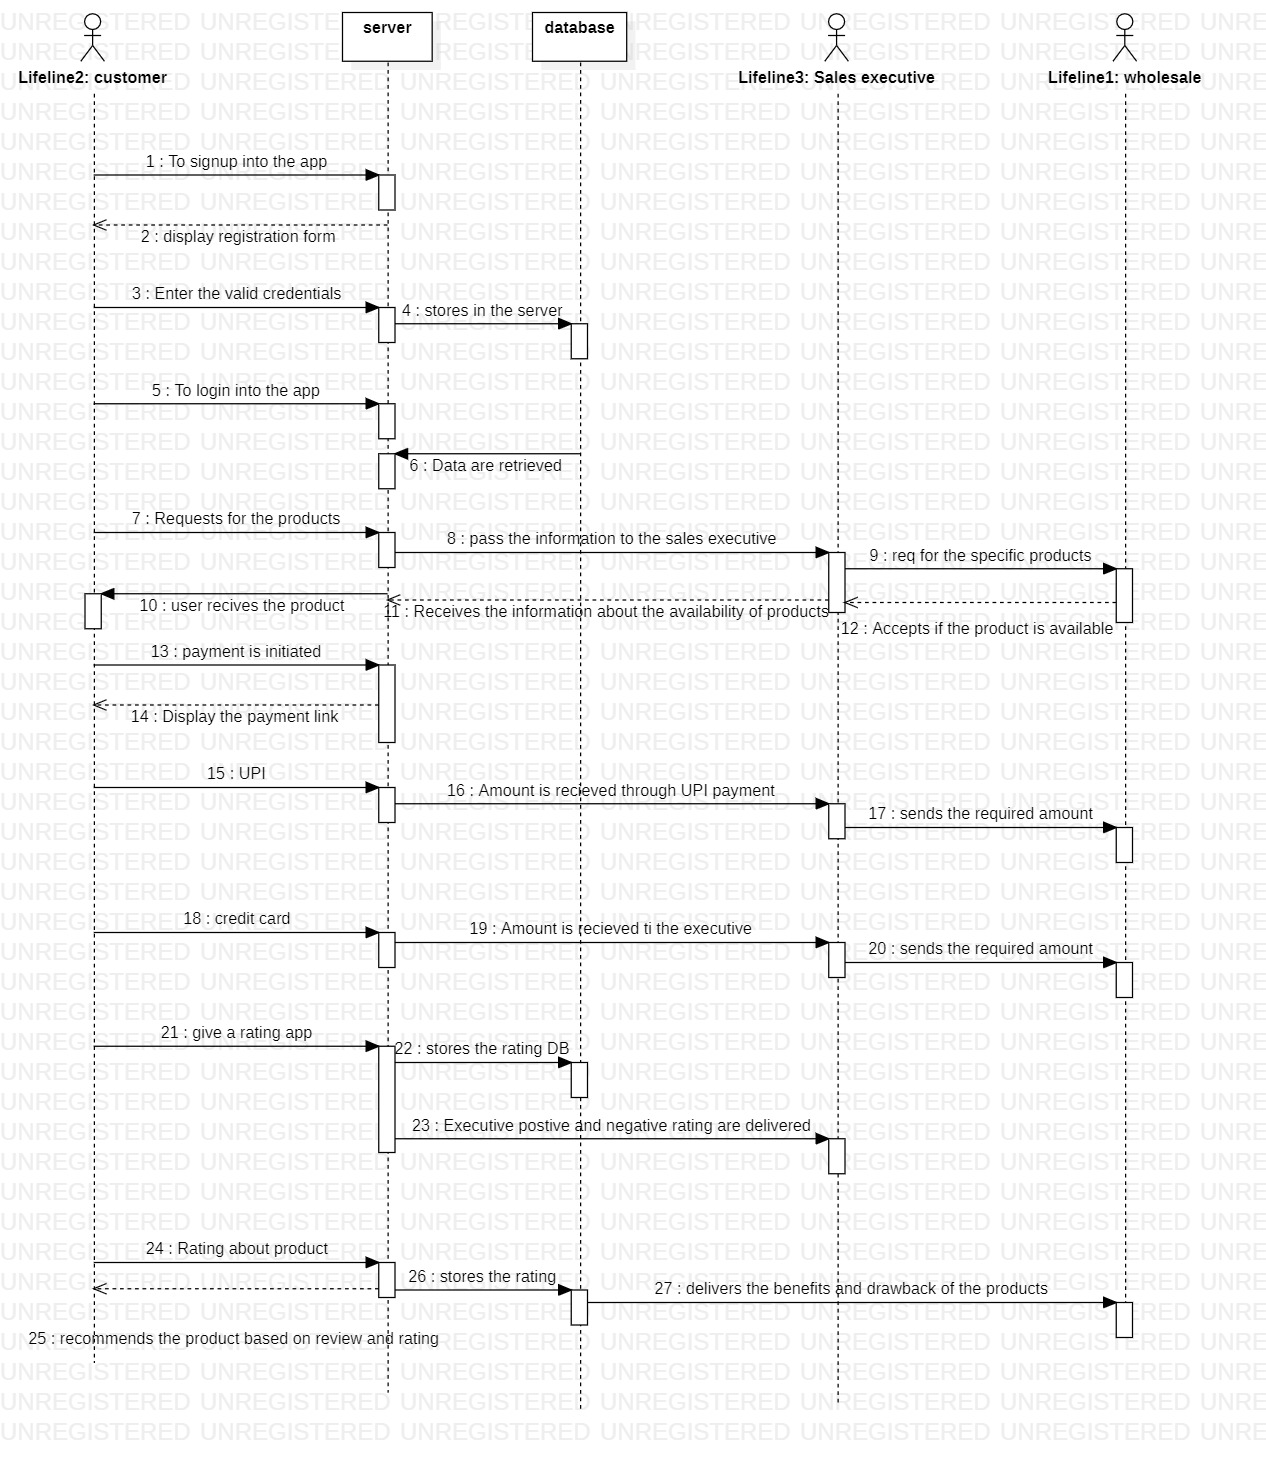 server
database
Lifeline2: customer
Lifeline3: Sales executive
Lifeline1: wholesale
1 : To signup into the app
2 : display registration form
3 : Enter the valid credentials
4 : stores in the server
5 : To login into the app
6 : Data are retrieved
7 : Requests for the products
8 : pass the information to the sales executive
9 : req for the specific products
10 : user recives the product
11 : Receives the information about the availability of products
12 : Accepts if the product is available
13 : payment is initiated
14 : Display the payment link
15 : UPI
16 : Amount is recieved through UPI payment
17 : sends the required amount
18 : credit card
19 : Amount is recieved ti the executive
20 : sends the required amount
21 : give a rating app
22 : stores the rating DB
23 : Executive postive and negative rating are delivered
24 : Rating about product
26 : stores the rating
27 : delivers the benefits and drawback of the products
25 : recommends the product based on review and rating
UNREGISTERED